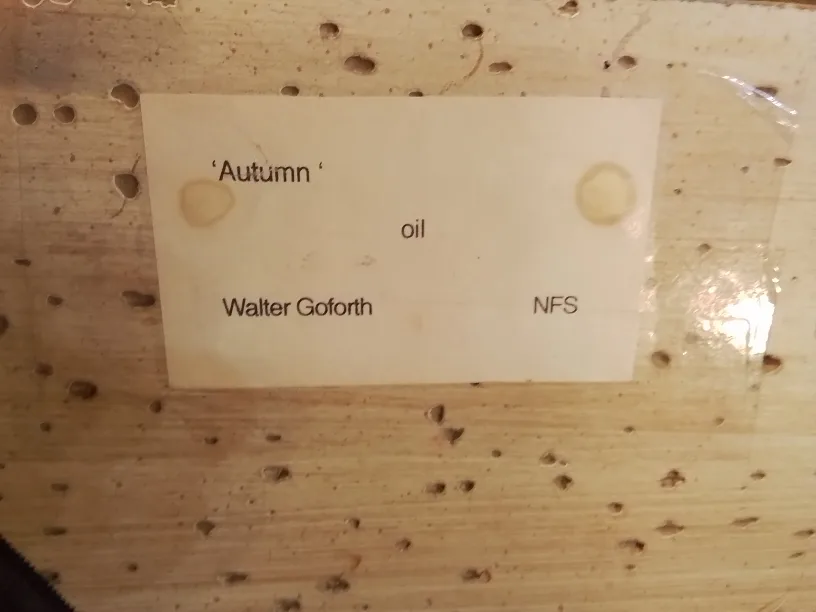 ‘Autumn ‘
oil
Walter Goforth NFS